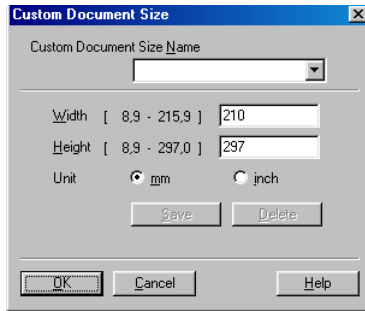 Custom Document Size
Custom Document Size Name
Width [ 8,9 - 215,9 ] 210
Height [ 8,9 - 297,0 ] 297
Unit mm inch
Save Delete
OK Cancel Help